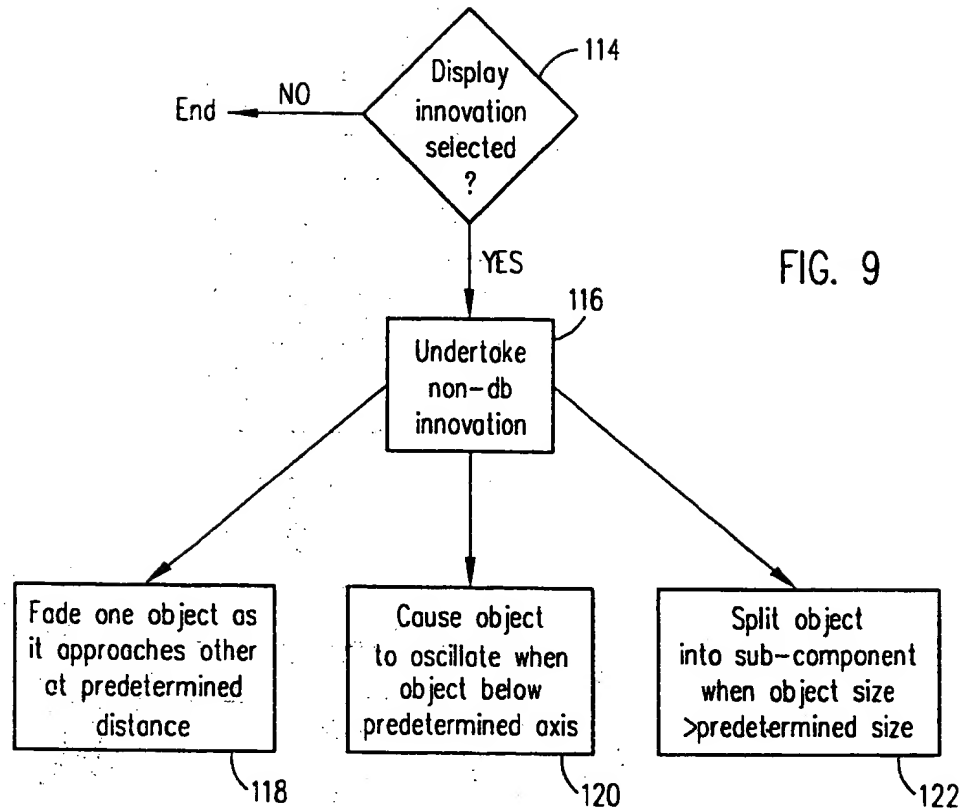 114
Display
innovation
selected
?
End
NO
YES
FIG. 9
116
Undertake
non-db
innovation
Fade one object as
it approaches other
at predetermined
distance
118
Cause object
to oscillate when
object below
predetermined axis
120
Split object
into sub-component
when object size
>predetermined size
122